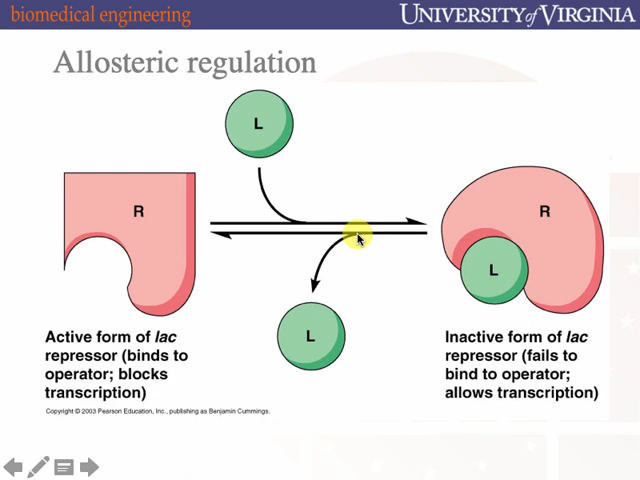 biomedical engineering
UNIVERSITY of VIRGINIA
Allosteric regulation
L
R
R
L
L
Active form of lac
repressor (binds to
operator; blocks
transcription)
Inactive form of lac
repressor (fails to
bind to operator;
allows transcription)
Copyright © 2003 Pearson Education, Inc., publishing as Benjamin Cummings.